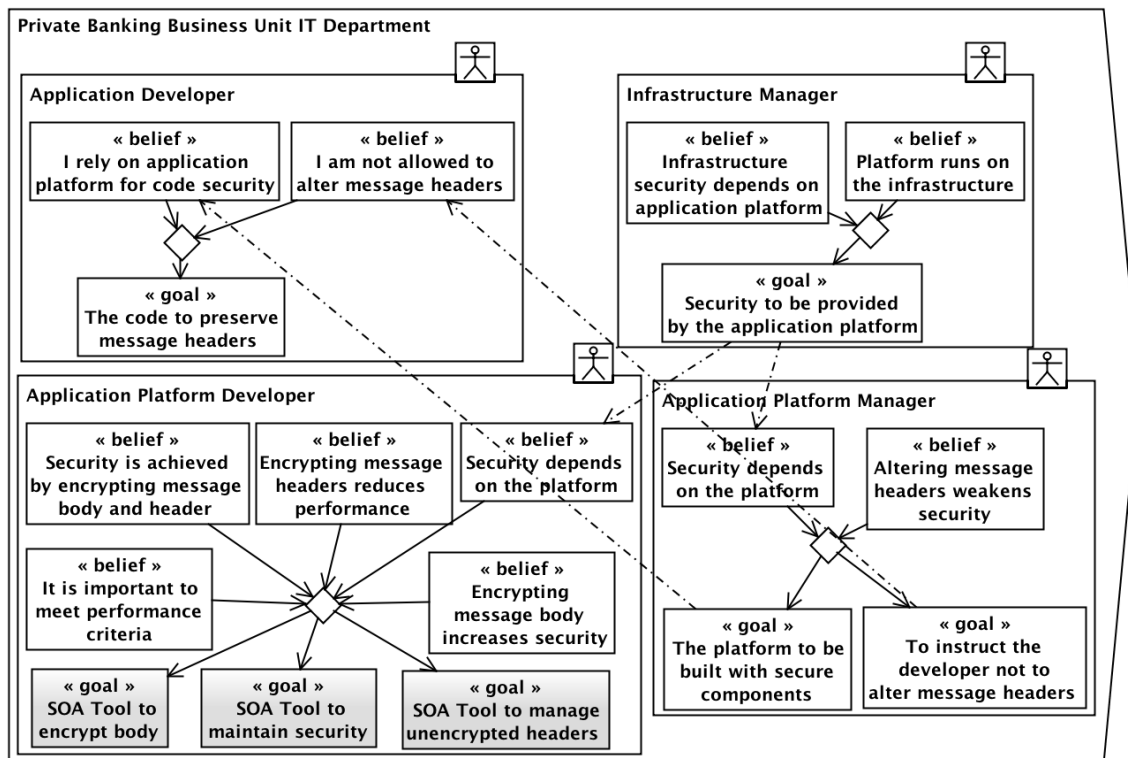 Private Banking Business Unit IT Department
Application Developer
« belief »
I rely on application
platform for code security
« belief »
I am not allowed to
alter message headers
« goal »
The code to preserve
message headers
Infrastructure Manager
« belief »
Infrastructure
security depends on
application platform
« belief »
Platform runs on
the infrastructure
« goal »
Security to be provided
by the application platform
Application Platform Developer
« belief »
Security is achieved
by encrypting message
body and header
« belief »
Encrypting message
headers reduces
performance
« belief »
Security depends
on the platform
« belief »
It is important to
meet performance
criteria
« belief »
Encrypting
message body
increases security
« goal »
SOA Tool to
encrypt body
« goal »
SOA Tool to
maintain security
« goal »
SOA Tool to manage
unencrypted headers
Application Platform Manager
« belief »
Security depends
on the platform
« belief »
Altering message
headers weakens
security
« goal »
The platform to be
built with secure
components
« goal »
To instruct the
developer not to
alter message headers